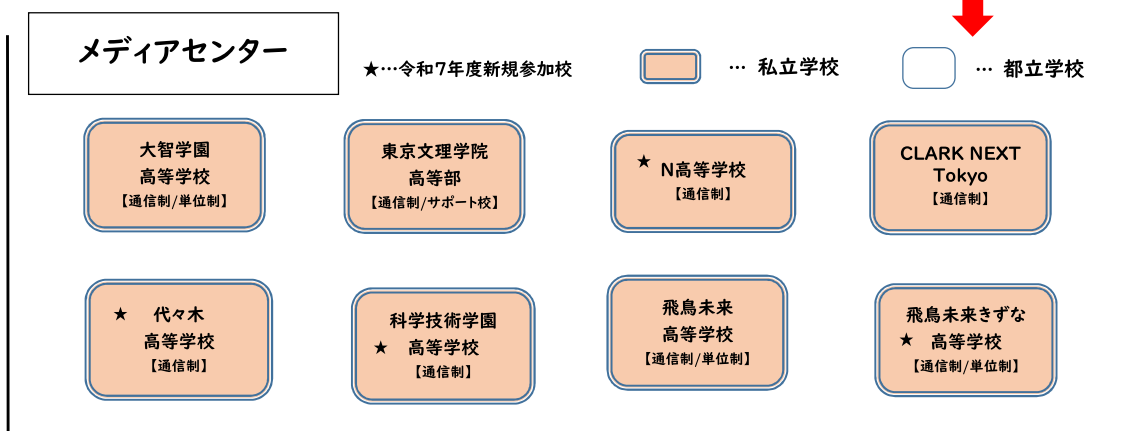 メディアセンター
★…令和7年度新規参加校
… 私立学校
… 都立学校
大智学園
高等学校
【通信制/単位制】
東京文理学院
高等部
【通信制/サポート校】
★ N高等学校
【通信制】
CLARK NEXT
Tokyo
【通信制】
★ 代々木
高等学校
【通信制】
科学技術学園
★ 高等学校
【通信制】
飛鳥未来
高等学校
【通信制/単位制】
飛鳥未来きずな
★ 高等学校
【通信制/単位制】